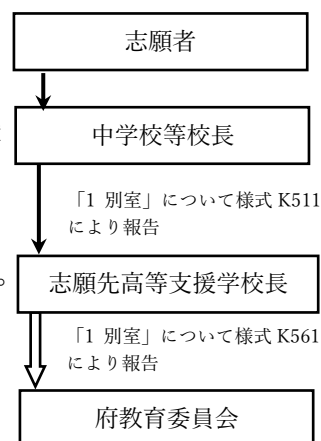 志願者
中学校等校長
「1 別室」について様式 K511
により報告
志願先高等支援学校長
「1 別室」について様式 K561
により報告
府教育委員会